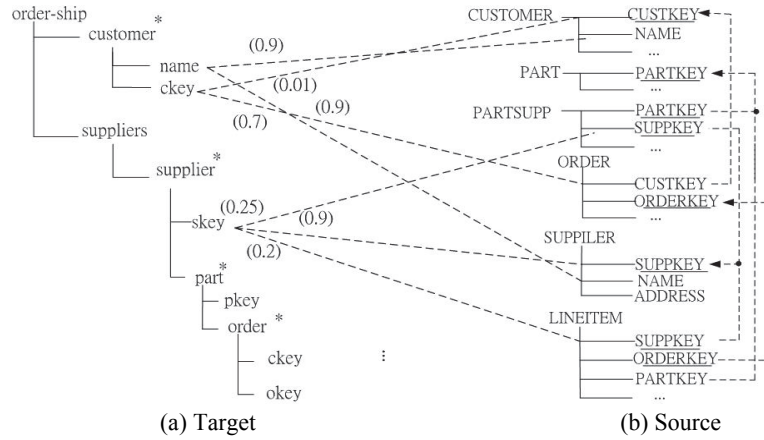 order-ship
customer *
name
ckey
suppliers
supplier *
skey
part *
pkey
order *
ckey
okey
(0.9)
(0.01)
(0.7)
(0.9)
(0.25)
(0.9)
(0.2)
...
CUSTOMER
CUSTKEY
NAME
...
PART
PARTKEY
...
PARTSUPP
PARTKEY
SUPPKEY
...
ORDER
CUSTKEY
ORDERKEY
...
SUPPILER
SUPPKEY
NAME
ADDRESS
LINEITEM
SUPPKEY
ORDERKEY
PARTKEY
...
(a) Target
(b) Source